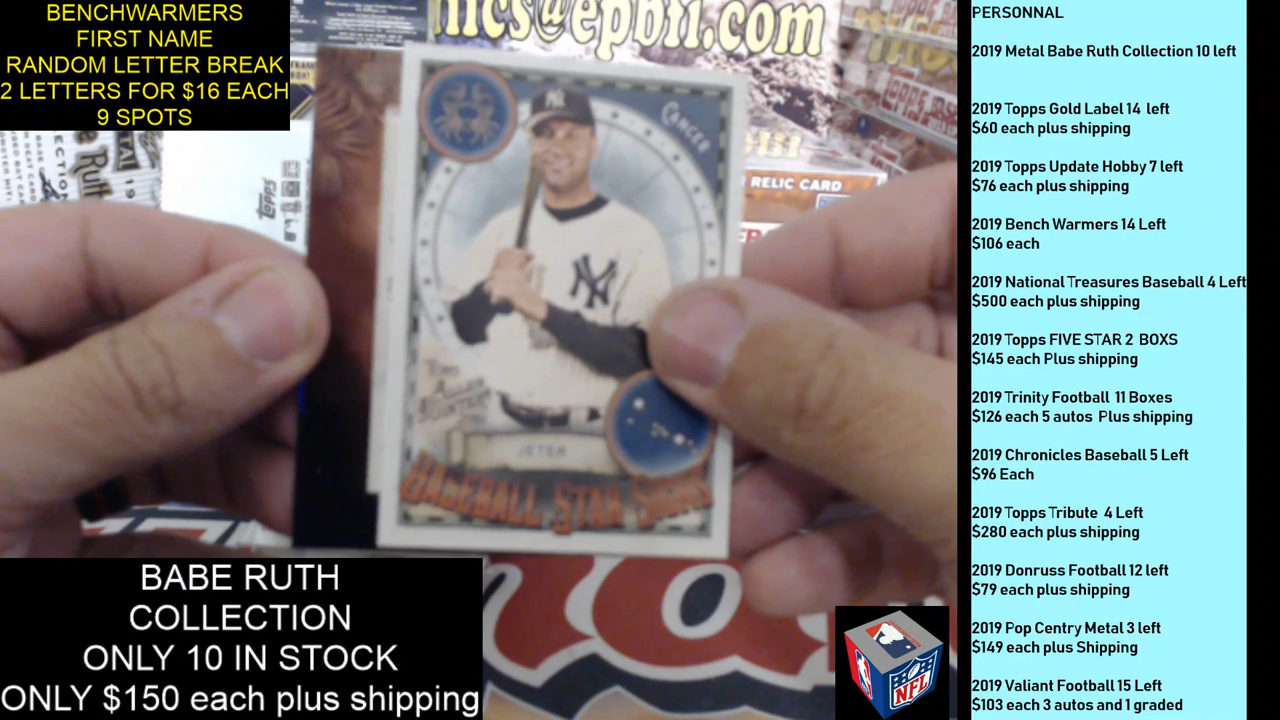 BENCHWARMERS
FIRST NAME
RANDOM LETTER BREAK
2 LETTERS FOR $16 EACH
9 SPOTS
nics@epbtl.com
RELIC CARD
Topps
CANCER
JETER
BASEBALL STAR SIGNS
BABE RUTH
COLLECTION
ONLY 10 IN STOCK
ONLY $150 each plus shipping
NFL
PERSONNAL
2019 Metal Babe Ruth Collection 10 left
2019 Topps Gold Label 14 left
$60 each plus shipping
2019 Topps Update Hobby 7 left
$76 each plus shipping
2019 Bench Warmers 14 Left
$106 each
2019 National Treasures Baseball 4 Left
$500 each plus shipping
2019 Topps FIVE STAR 2 BOXS
$145 each Plus shipping
2019 Trinity Football 11 Boxes
$126 each 5 autos Plus shipping
2019 Chronicles Baseball 5 Left
$96 Each
2019 Topps Tribute 4 Left
$280 each plus shipping
2019 Donruss Football 12 left
$79 each plus shipping
2019 Pop Centry Metal 3 left
$149 each plus Shipping
2019 Valiant Football 15 Left
$103 each 3 autos and 1 graded